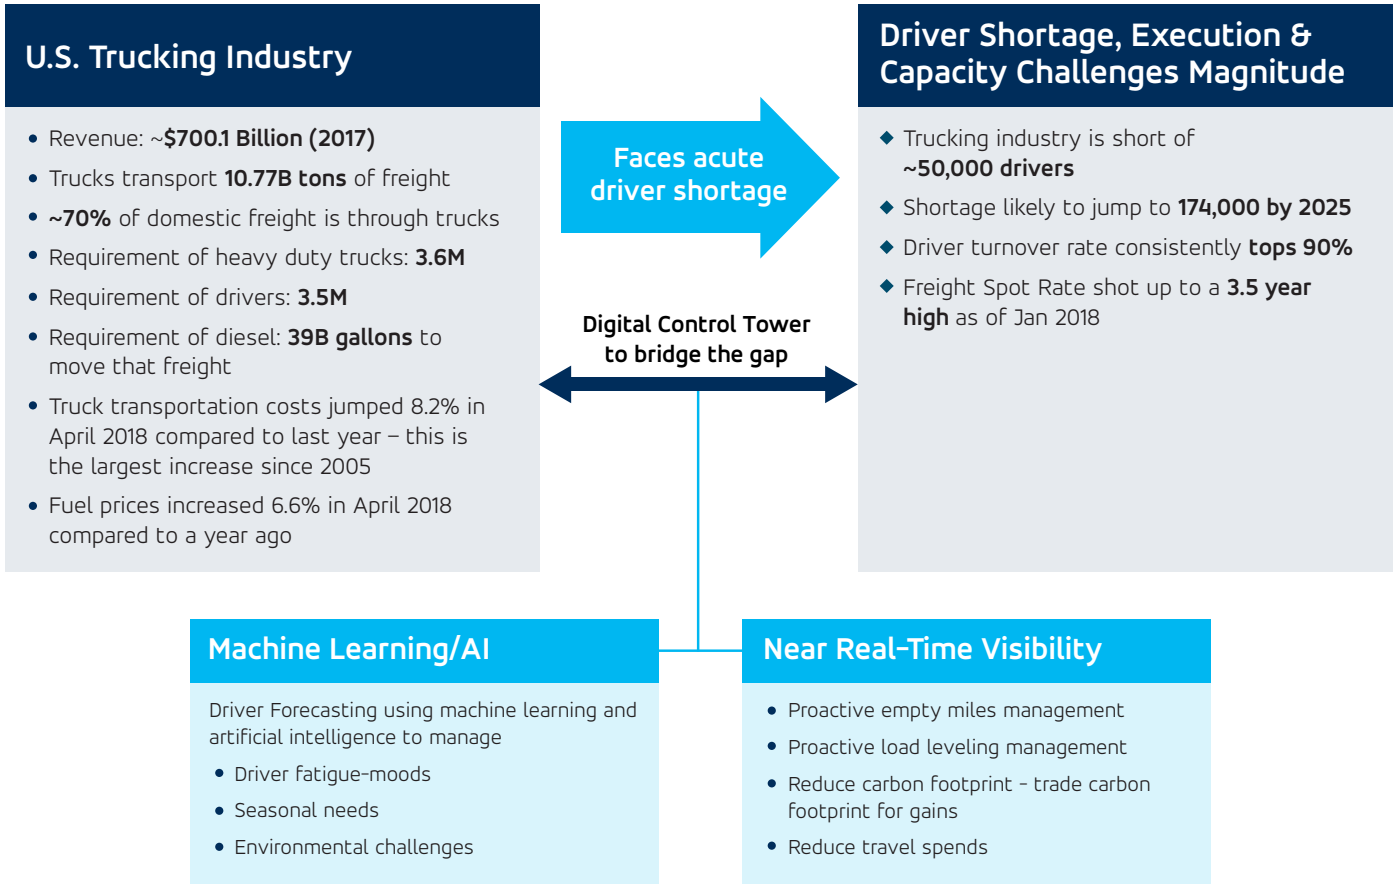 U.S. Trucking Industry
• Revenue: ~$700.1 Billion (2017)
• Trucks transport 10.77B tons of freight
• ~70% of domestic freight is through trucks
• Requirement of heavy duty trucks: 3.6M
• Requirement of drivers: 3.5M
• Requirement of diesel: 39B gallons to
move that freight
• Truck transportation costs jumped 8.2% in
April 2018 compared to last year – this is
the largest increase since 2005
• Fuel prices increased 6.6% in April 2018
compared to a year ago
Faces acute
driver shortage
Digital Control Tower
to bridge the gap
Driver Shortage, Execution &
Capacity Challenges Magnitude
◆ Trucking industry is short of
~50,000 drivers
◆ Shortage likely to jump to 174,000 by 2025
◆ Driver turnover rate consistently tops 90%
◆ Freight Spot Rate shot up to a 3.5 year
high as of Jan 2018
Machine Learning/AI
Driver Forecasting using machine learning and
artificial intelligence to manage
• Driver fatigue-moods
• Seasonal needs
• Environmental challenges
Near Real-Time Visibility
• Proactive empty miles management
• Proactive load leveling management
• Reduce carbon footprint - trade carbon
footprint for gains
• Reduce travel spends